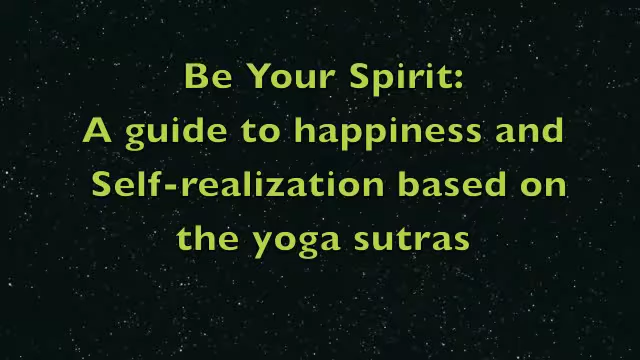 Be Your Spirit:
A guide to happiness and
Self-realization based on
the yoga sutras